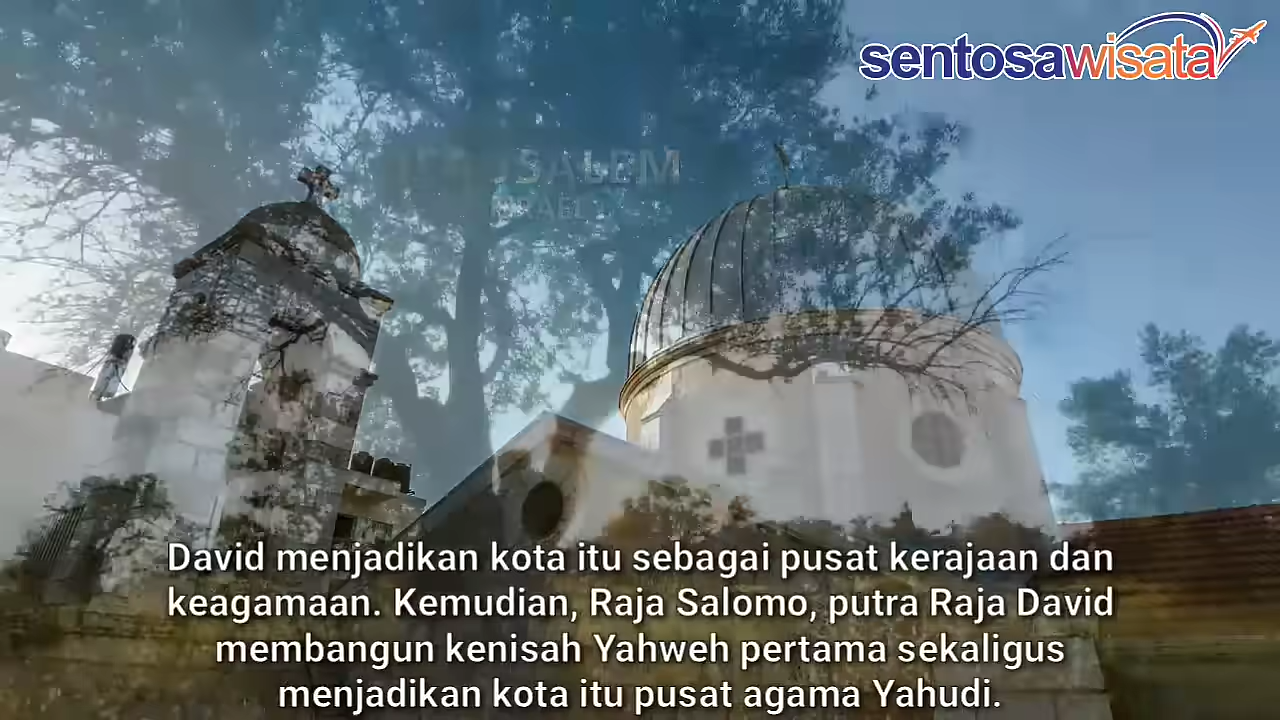 sentosawisata
SALEM
David menjadikan kota itu sebagai pusat kerajaan dan
keagamaan. Kemudian, Raja Salomo, putra Raja David
membangun kenisah Yahweh pertama sekaligus
menjadikan kota itu pusat agama Yahudi.